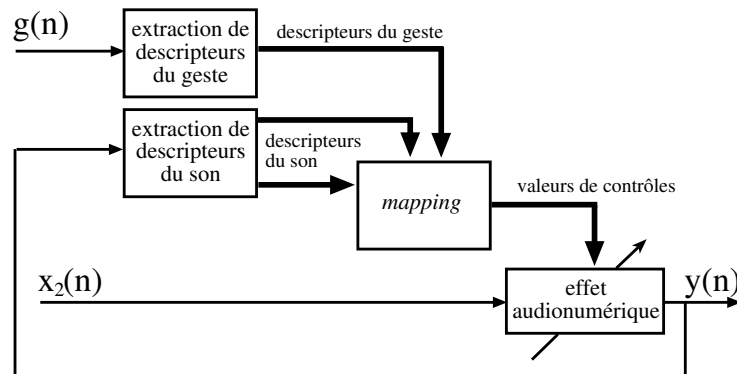 g(n)
extraction de
descripteurs
du geste
descripteurs du geste
extraction de
descripteurs
du son
descripteurs
du son
mapping
valeurs de contrôles
x₂(n)
effet
audionumérique
y(n)